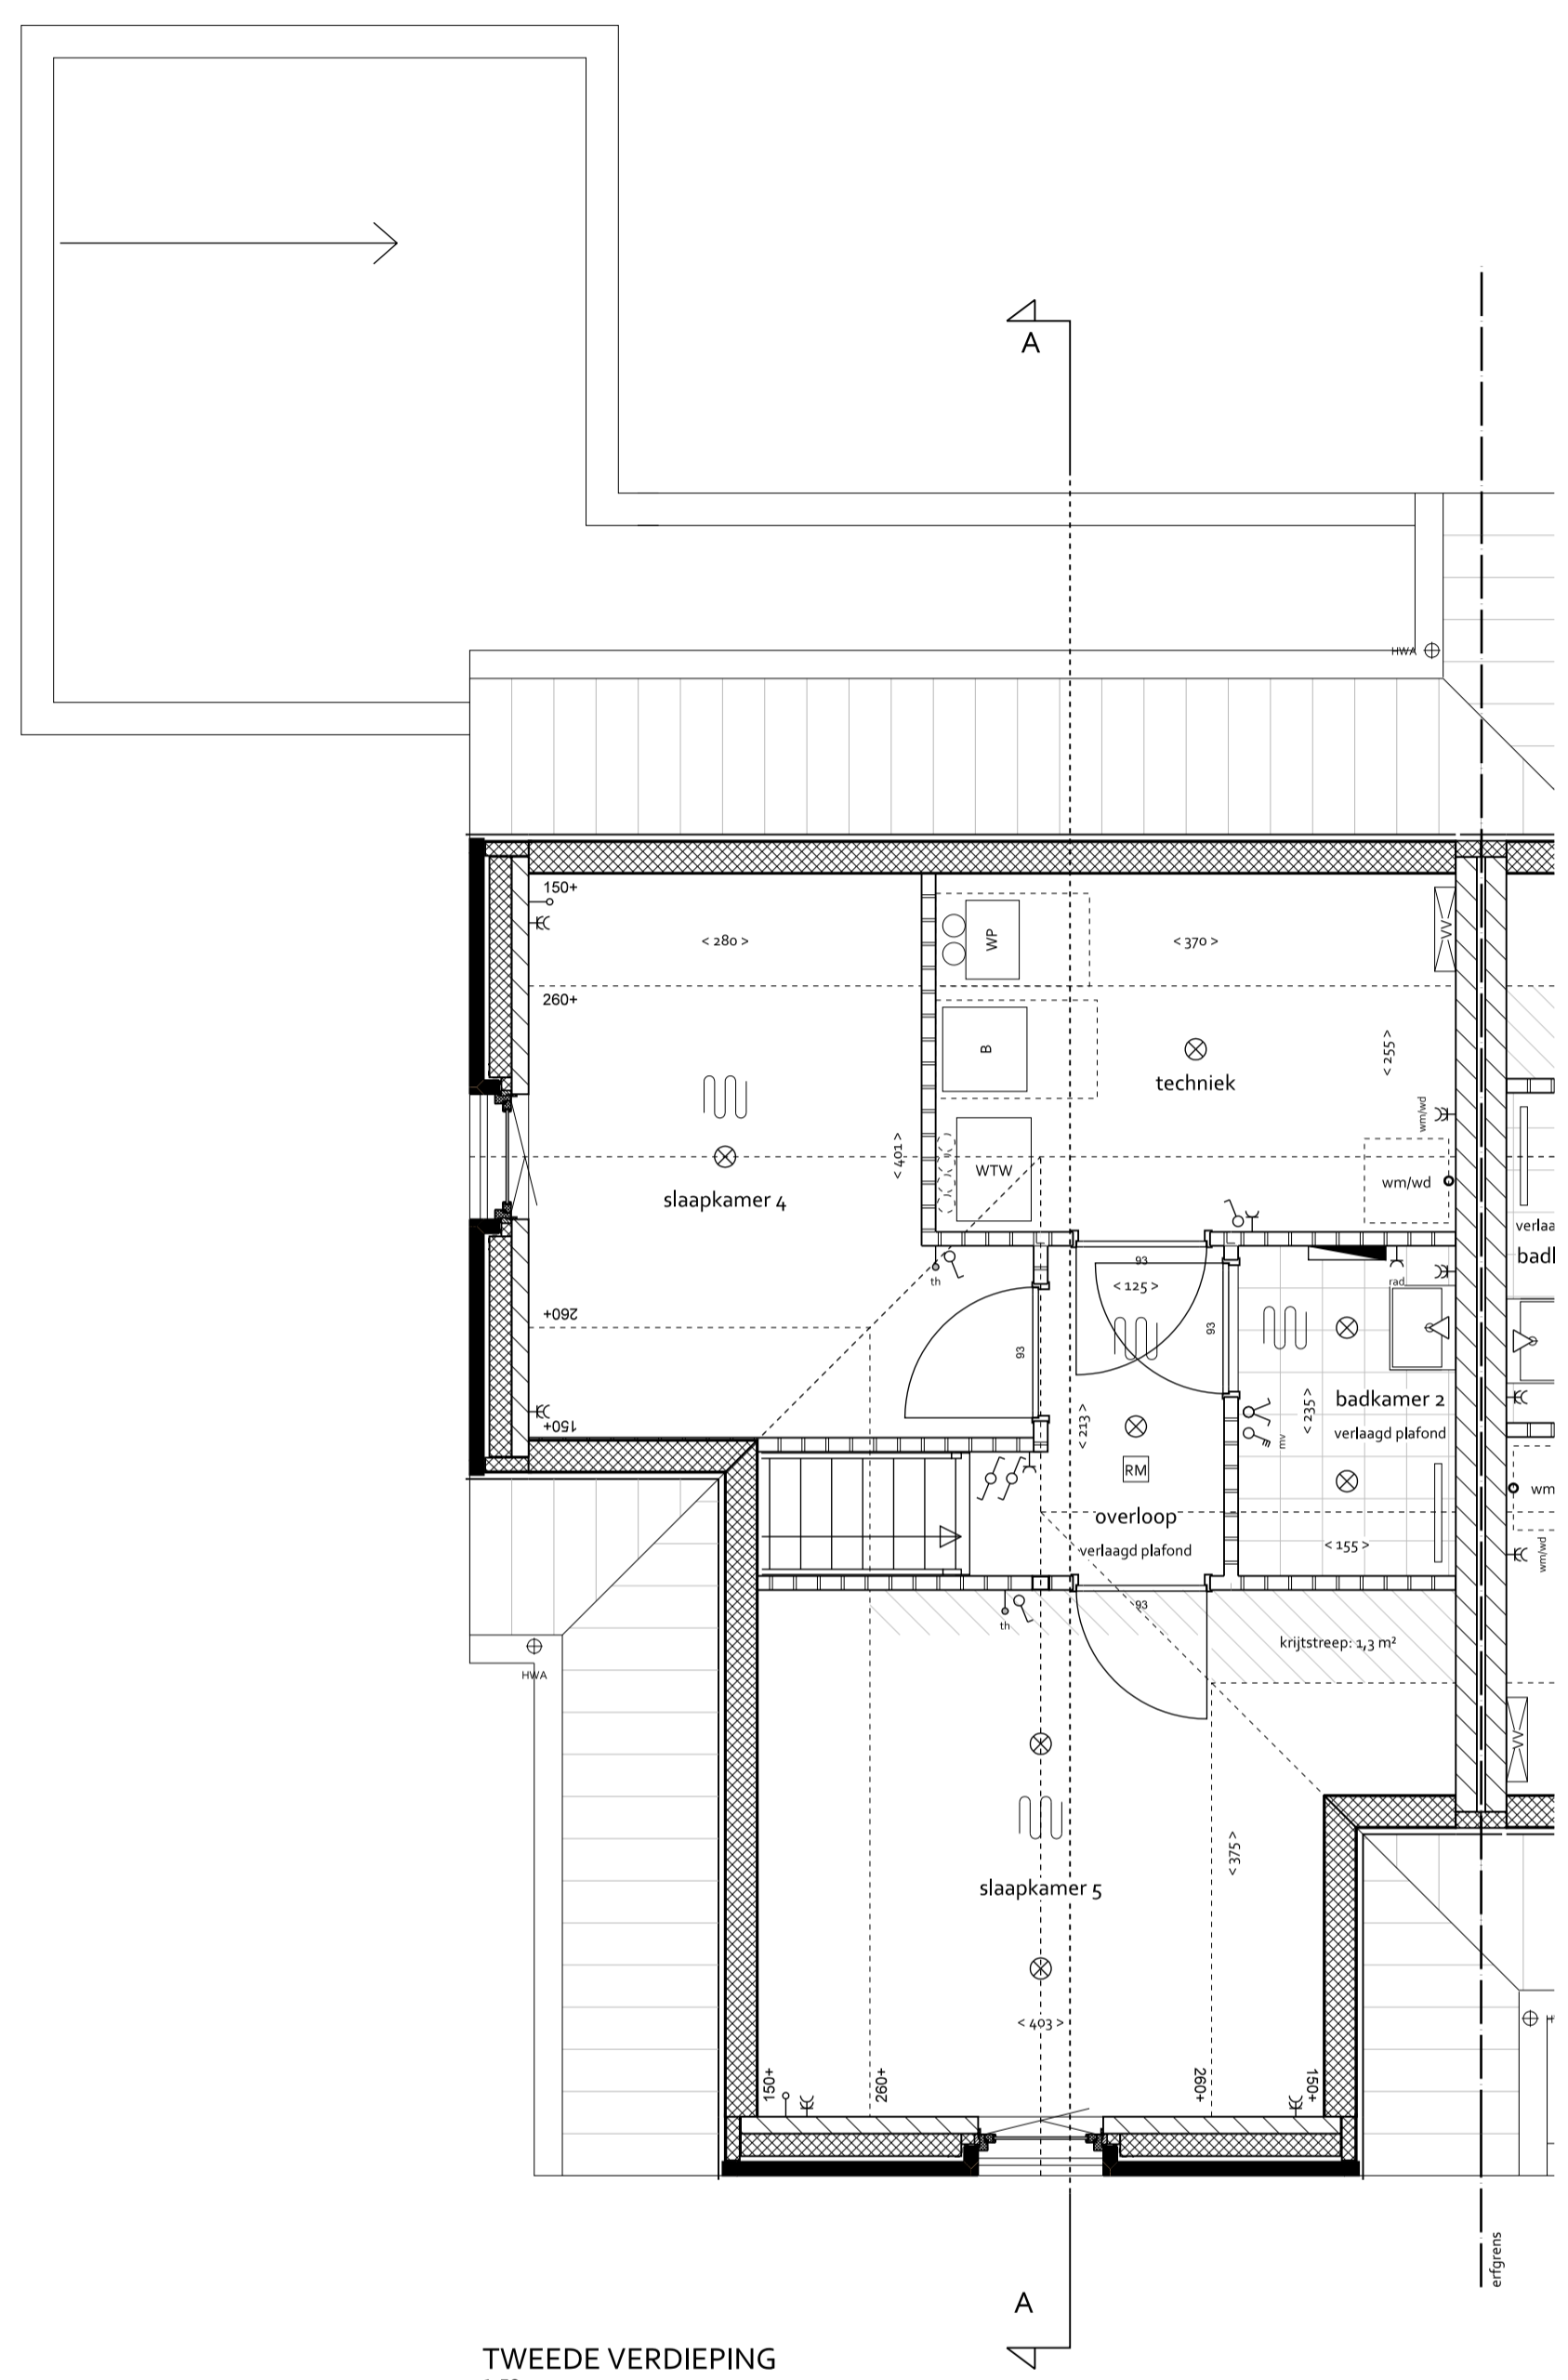 A
HWA
150+
< 280 >
WP
< 370 >
W
260+
B
< 255 >
techniek
wm/wd
< 401 >
WTW
wm/wd
slaapkamer 4
verlaa
badl
93
th
< 125 >
rad
260+
93
93
< 235 >
badkamer 2
< 213 >
verlaagd plafond
mv
150+
RM
wm
overloop
verlaagd plafond
< 155 >
wm/wd
93
th
krijtstreep: 1,3 m²
HWA
W
< 375 >
slaapkamer 5
< 403 >
150+
260+
260+
150+
erfgrens
A
TWEEDE VERDIEPING